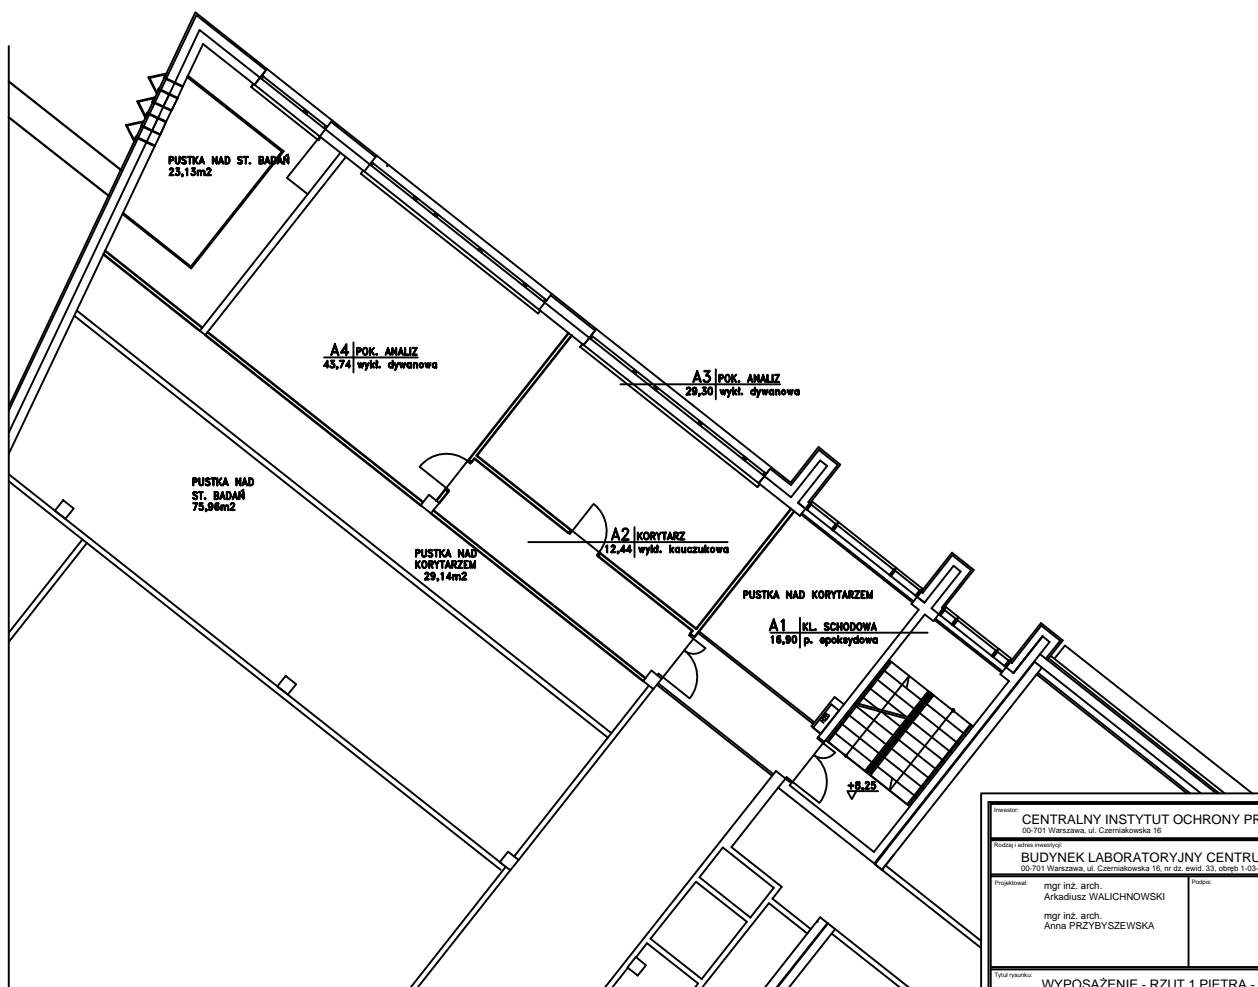 PUSTKA NAD ST. BADAŃ
23,13m2
A4 POK. ANALIZ
43,74 wykł. dywanowa
A3 POK. ANALIZ
29,30 wykł. dywanowa
PUSTKA NAD
ST. BADAŃ
75,96m2
A2 KORYTARZ
12,44 wykł. kauczukowa
PUSTKA NAD
KORYTARZEM
29,14m2
PUSTKA NAD KORYTARZEM
A1 KL. SCHODOWA
16,90 p. epoksydowa
+8,25
Inwestor:
CENTRALNY INSTYTUT OCHRONY PR
00-701 Warszawa, ul. Czerniakowska 16
Rodzaj i adres inwestycji:
BUDYNEK LABORATORYJNY CENTRU
00-701 Warszawa, ul. Czerniakowska 16, nr dz. ewid. 33, obręb 1-03-
Projektował:
mgr inż. arch.
Arkadiusz WALICHNOWSKI
mgr inż. arch.
Anna PRZYBYSZEWSKA
Podpis:
Tytuł rysunku:
WYPOSAŻENIE - RZUT 1 PIĘTRA -